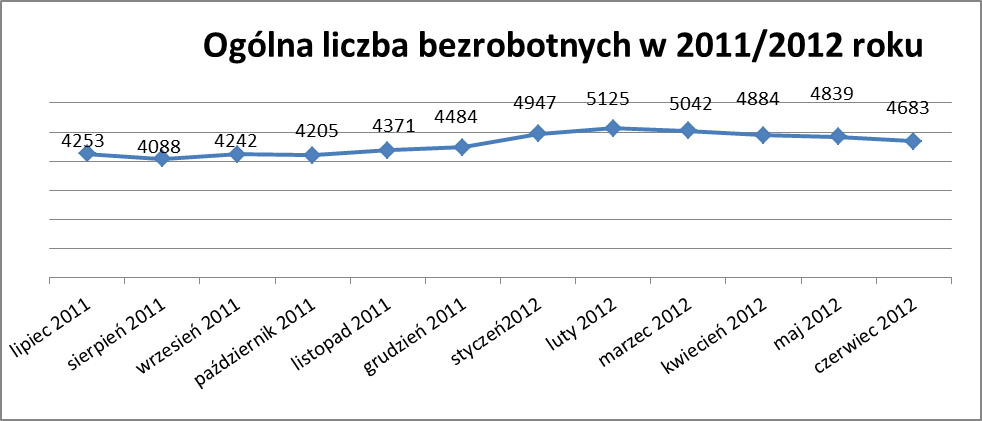 Ogólna liczba bezrobotnych w 2011/2012 roku
4253
4088
4242
4205
4371
4484
4947
5125
5042
4884
4839
4683
lipiec 2011
sierpień 2011
wrzesień 2011
październik 2011
listopad 2011
grudzień 2011
styczeń2012
luty 2012
marzec 2012
kwiecień 2012
maj 2012
czerwiec 2012